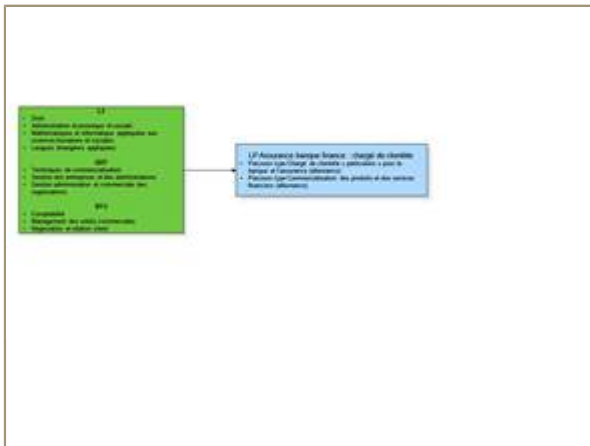 L2
Droit
Administration économique et sociale
Mathématiques et informatique appliquées aux
sciences humaines et sociales
Langues étrangères appliquées
DUT
Techniques de commercialisation
Gestion des entreprises et des administrations
Gestion administrative et commerciale des
organisations
BTS
Comptabilité
Management des unités commerciales
Négociation et relation client
LP Assurance banque finance : chargé de clientèle
Parcours type Chargé de clientèle « particuliers » pour la
banque et l'assurance (alternance)
Parcours type Commercialisation des produits et des services
financiers (alternance)